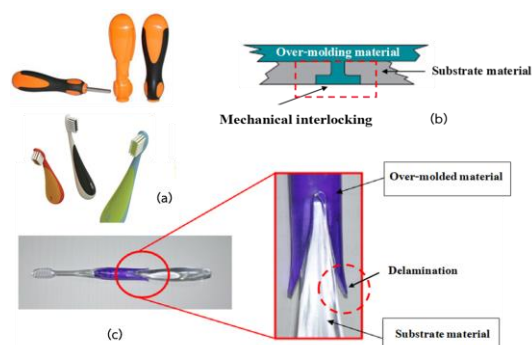 Over-molding material
Substrate material
Mechanical interlocking
(b)
(a)
Over-molded material
Delamination
(c)
Substrate material